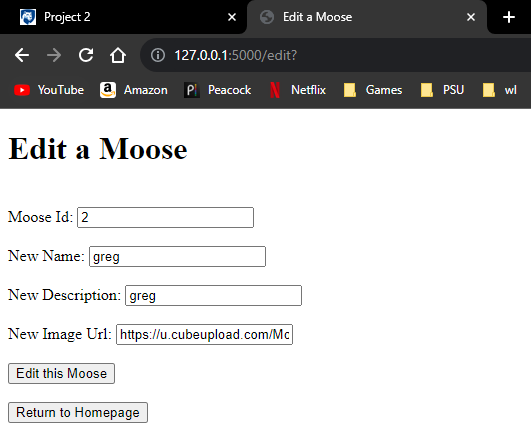 Project 2
Edit a Moose
127.0.0.1:5000/edit?
YouTube
Amazon
Peacock
Netflix
Games
PSU
wl
Edit a Moose
Moose Id: 2
New Name: greg
New Description: greg
New Image Url: https://u.cubeupload.com/Mo
Edit this Moose
Return to Homepage